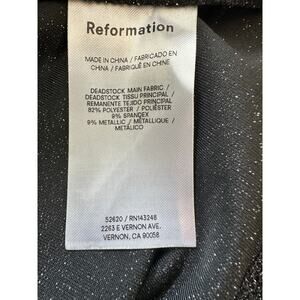 Reformation
MADE IN CHINA / FABRICADO EN
CHINA / FABRIQUÉ EN CHINE
DEADSTOCK MAIN FABRIC /
DEADSTOCK TISSU PRINCIPAL /
REMANENTE TEJIDO PRINCIPAL
82% POLYESTER / POLIÉSTER
9% SPANDEX
9% METALLIC / MÉTALLIQUE /
METÁLICO
52620 / RN143246
2263 E VERNON AVE.
VERNON, CA 90058